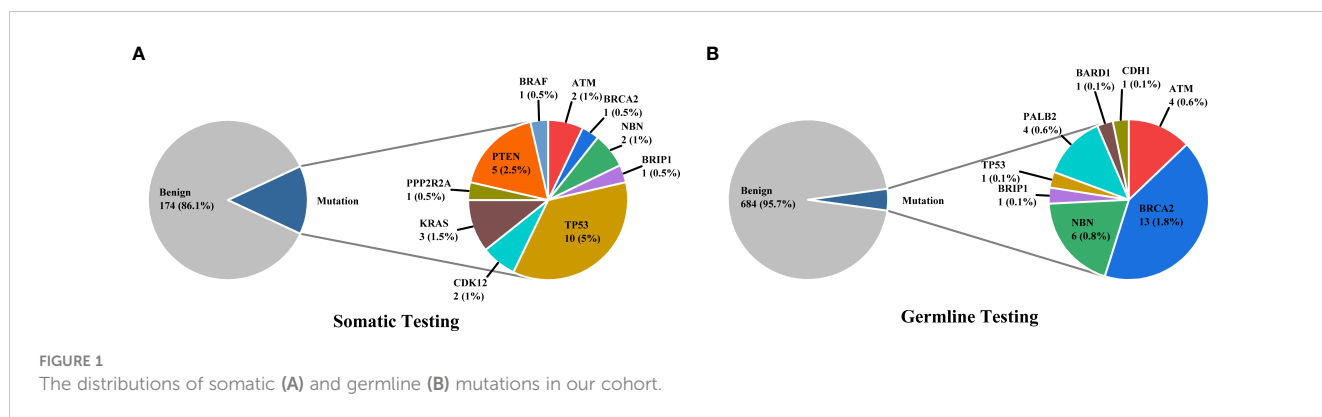 A
BRAF
1 (0.5%)
ATM
2 (1%)
BRCA2
1 (0.5%)
NBN
2 (1%)
BRIP1
1 (0.5%)
PTEN
5 (2.5%)
PPP2R2A
1 (0.5%)
KRAS
3 (1.5%)
CDK12
2 (1%)
TP53
10 (5%)
Benign
174 (86.1%)
Mutation
Somatic Testing
B
BARD1
1 (0.1%)
CDH1
1 (0.1%)
ATM
4 (0.6%)
PALB2
4 (0.6%)
TP53
1 (0.1%)
BRIP1
1 (0.1%)
NBN
6 (0.8%)
BRCA2
13 (1.8%)
Benign
684 (95.7%)
Mutation
Germline Testing
FIGURE 1
The distributions of somatic (A) and germline (B) mutations in our cohort.